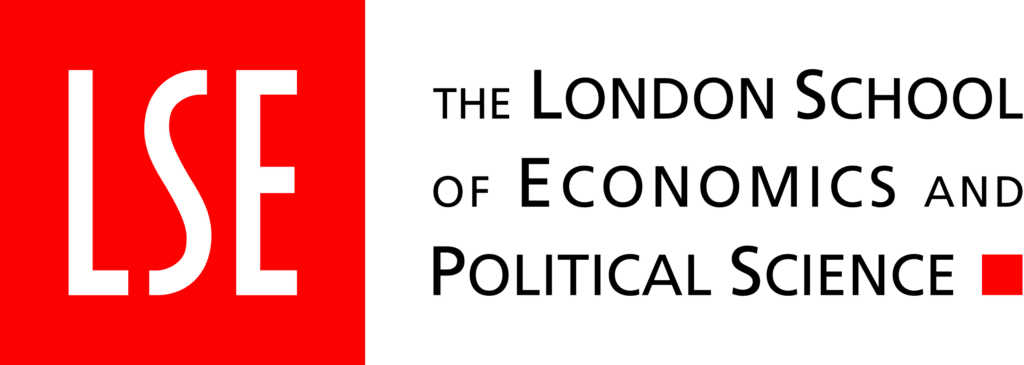 LSE
THE LONDON SCHOOL
OF ECONOMICS AND
POLITICAL SCIENCE